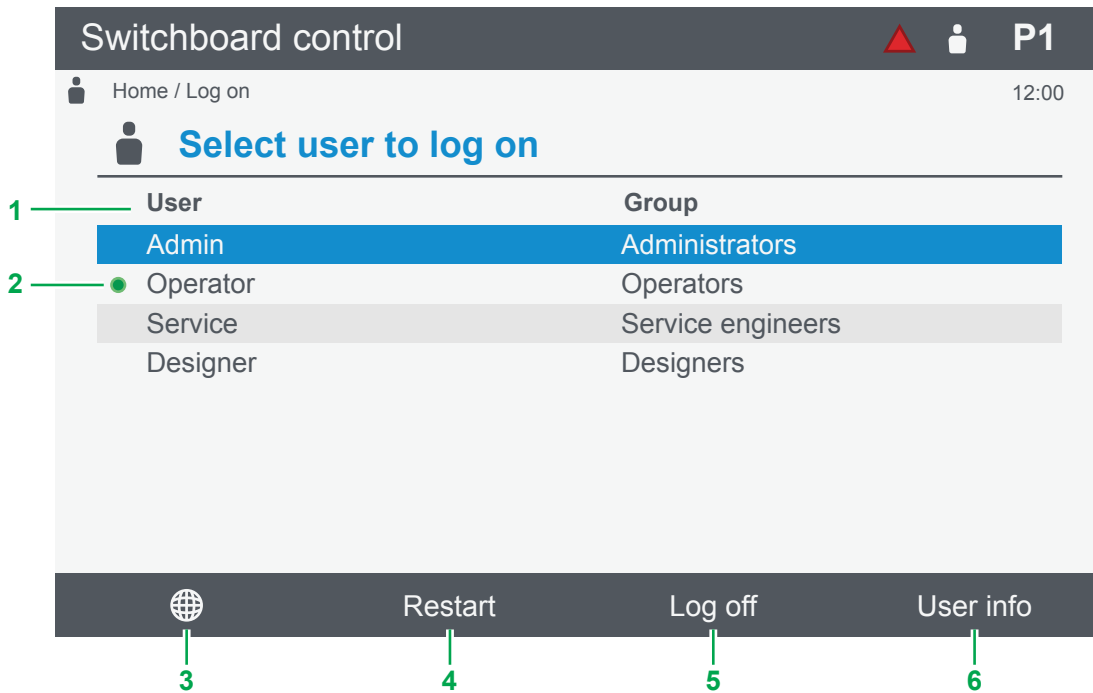 Switchboard control P1
Home / Log on 12:00
Select user to log on
1 User Group
Admin Administrators
2 Operator Operators
Service Service engineers
Designer Designers
Restart Log off User info
3 4 5 6